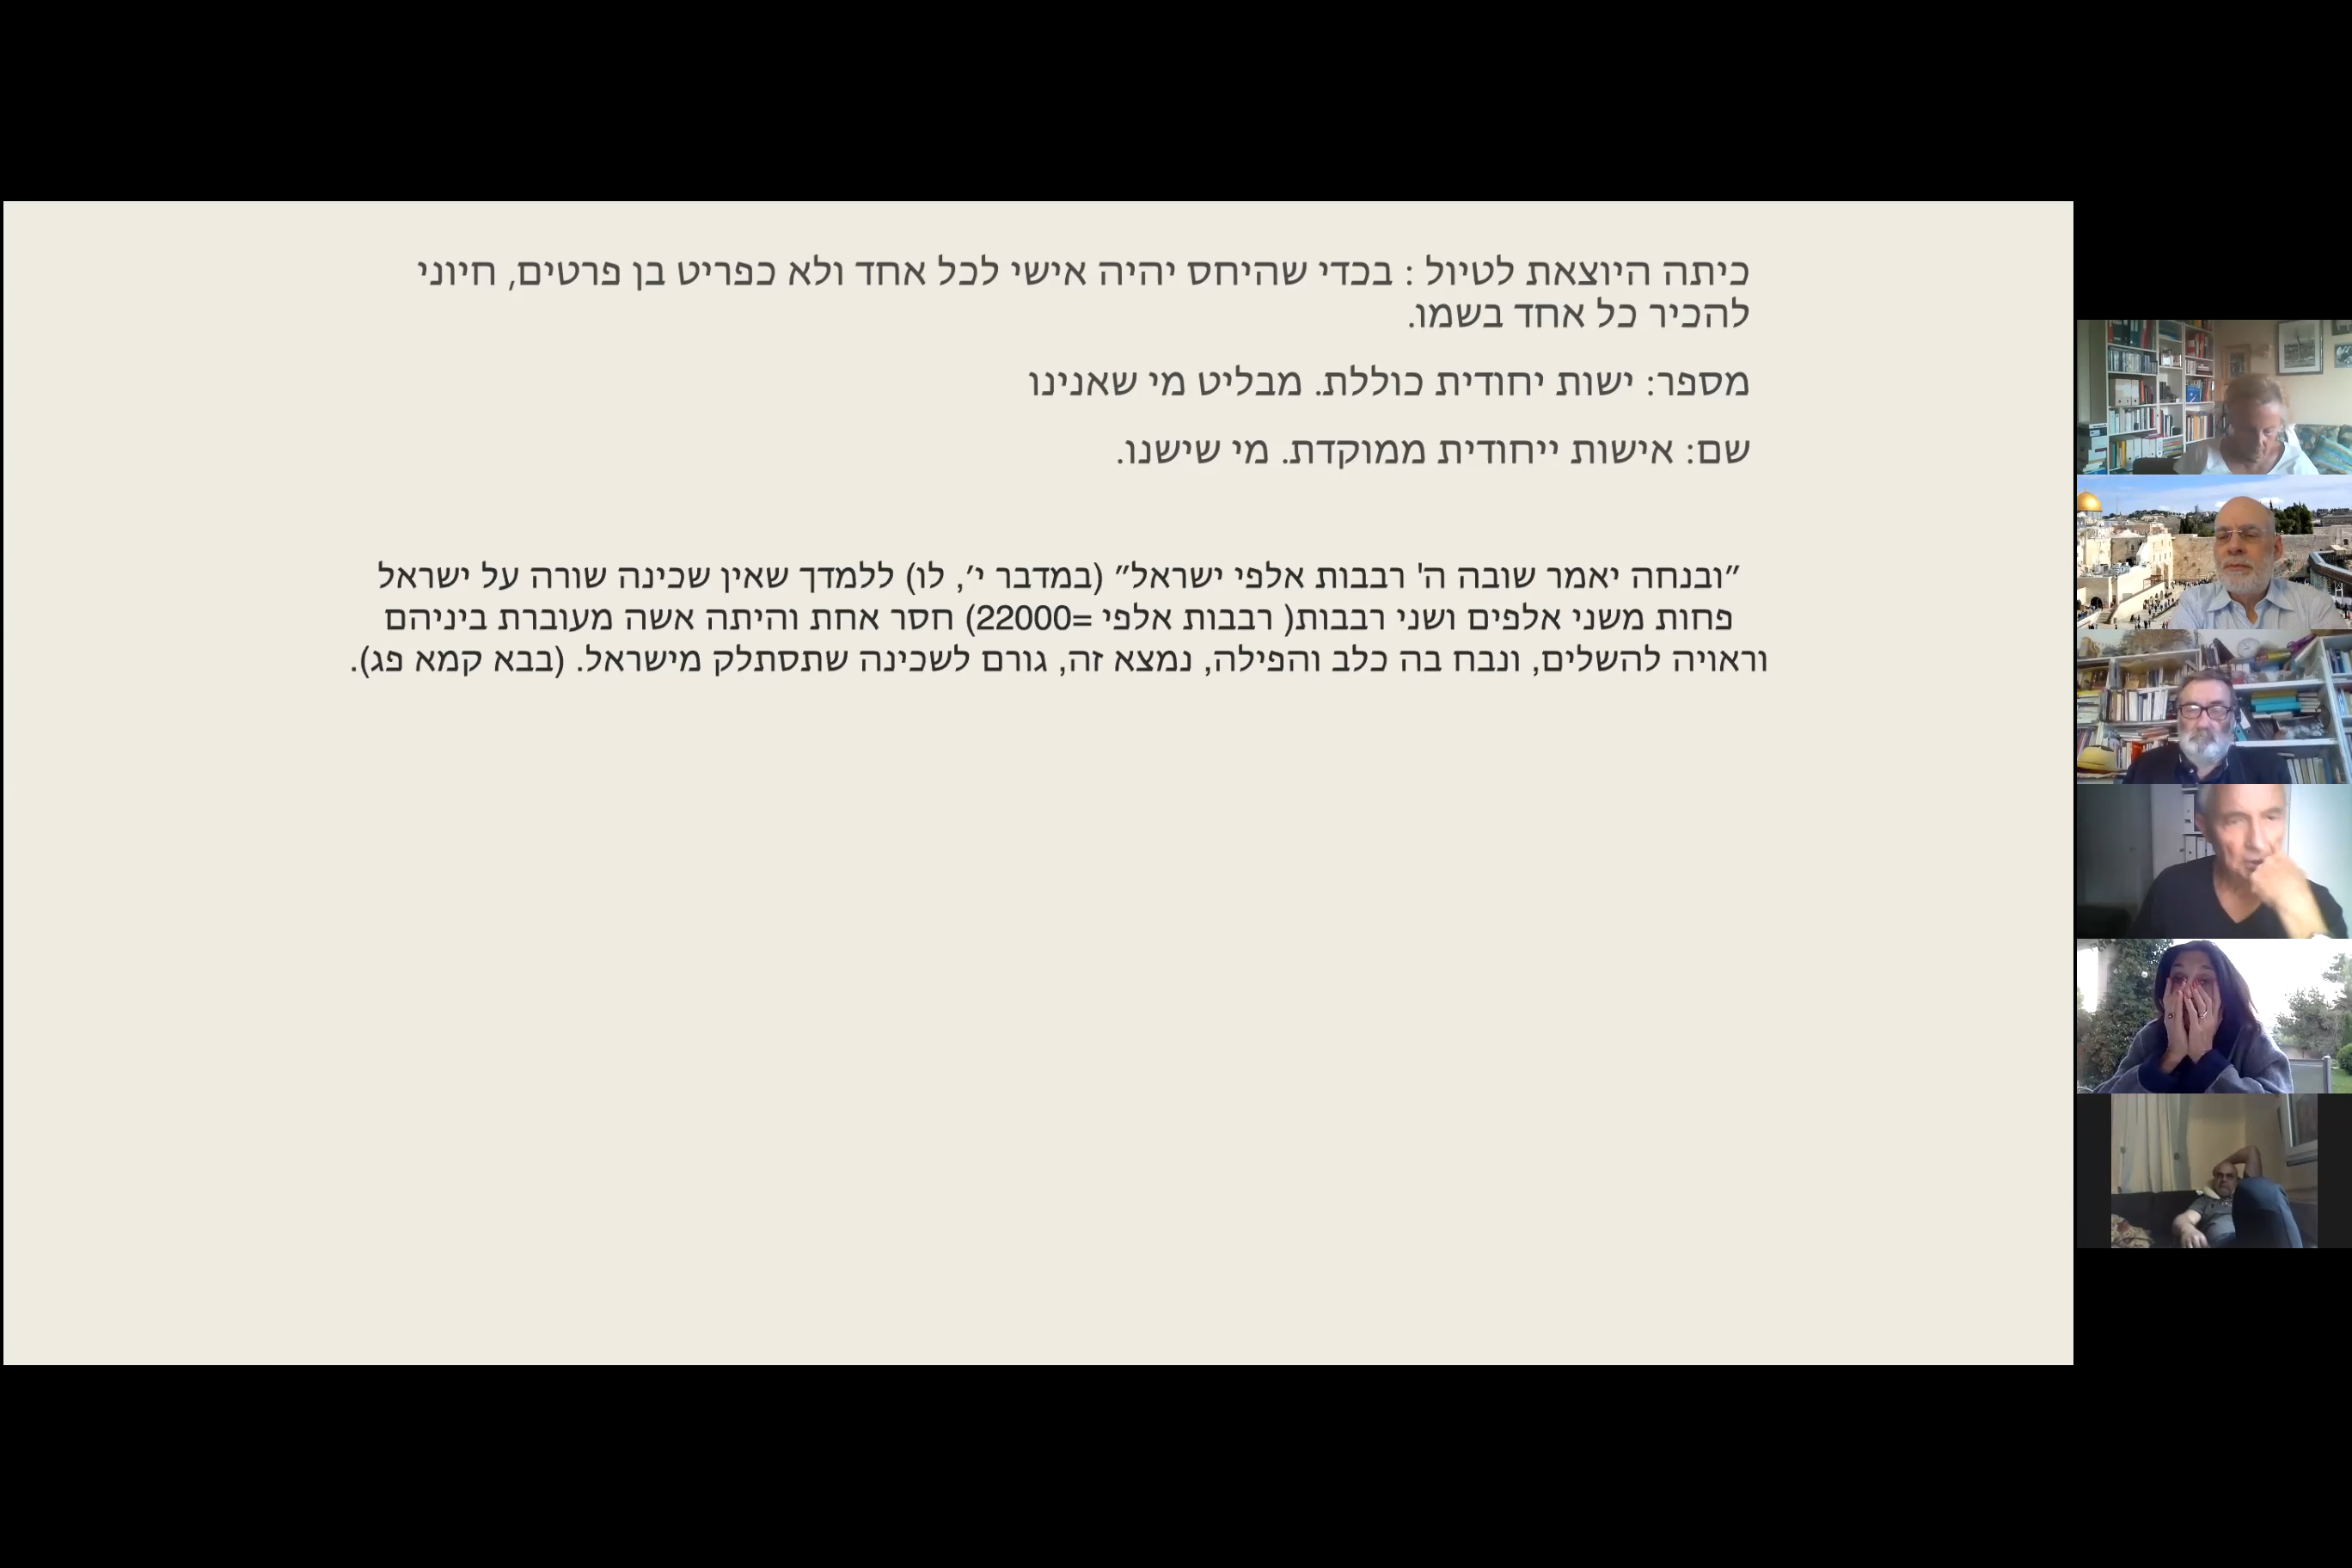 כיתה היוצאת לטיול : בכדי שהיחס יהיה אישי לכל אחד ולא כפריט בן פרטים, חיוני
להכיר כל אחד בשמו.
מספר: ישות יחודית כוללת. מבליט מי שאנינו
שם: אישות ייחודית ממוקדת. מי שישנו.
״ובנחה יאמר שובה ה' רבבות אלפי ישראל״ (במדבר י׳, לו) ללמדך שאין שכינה שורה על ישראל
פחות משני אלפים ושני רבבות( רבבות אלפי =22000) חסר אחת והיתה אשה מעוברת ביניהם
וראויה להשלים, ונבח בה כלב והפילה, נמצא זה, גורם לשכינה שתסתלק מישראל. (בבא קמא פג).